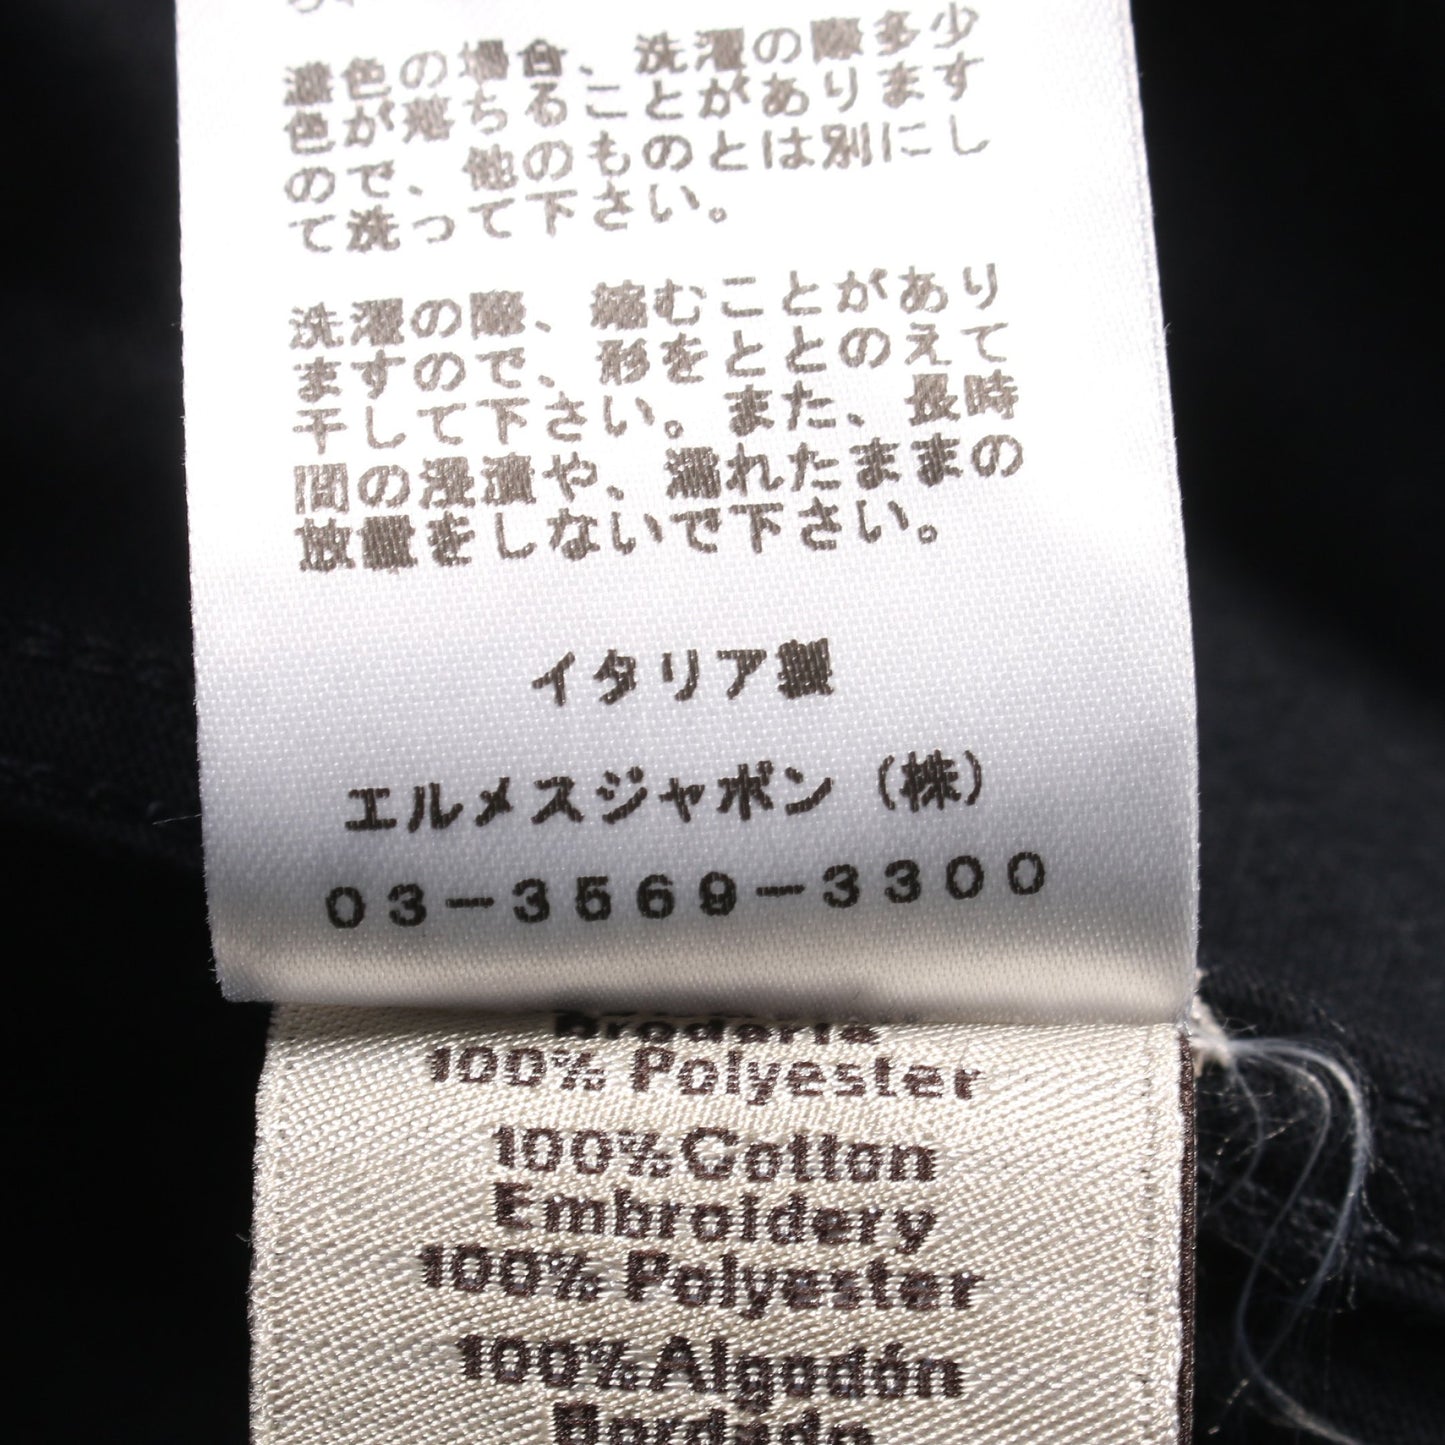 濃色の場合、洗濯の際多少
色が落ちることがあります
ので、他のものとは別にし
て洗って下さい。
洗濯の際、縮むことがあり
ますので、形をととのえて
干して下さい。また、長時
間の浸漬や、濡れたままの
放置をしないで下さい。
イタリア製
エルメスジャポン（株）
03-3569-3300
Broderie
100% Polyester
100% Cotton
Embroidery
100% Polyester
100% Algodón
Bordado